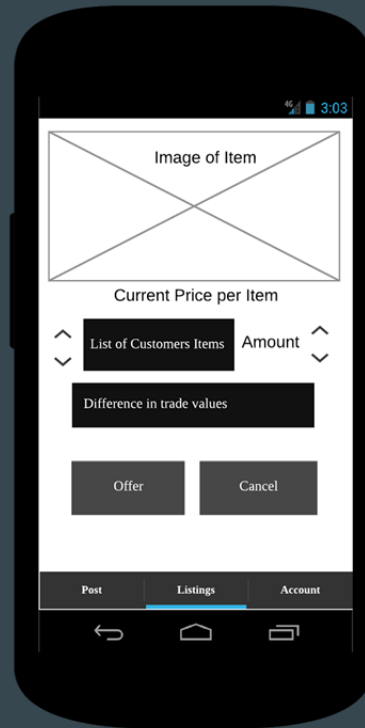 4G 3:03
Image of Item
Current Price per Item
List of Customers Items Amount
Difference in trade values
Offer Cancel
Post Listings Account